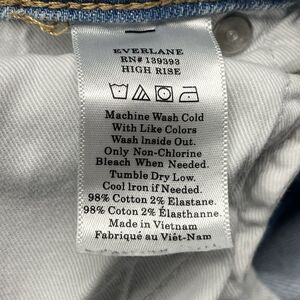 EVERLANE
RN# 139393
HIGH RISE
Machine Wash Cold
With Like Colors
Wash Inside Out.
Only Non-Chlorine
Bleach When Needed.
Tumble Dry Low.
Cool Iron if Needed.
98% Cotton 2% Elastane.
98% Coton 2% Élasthanne.
Made in Vietnam
Fabriqué au Viêt-Nam